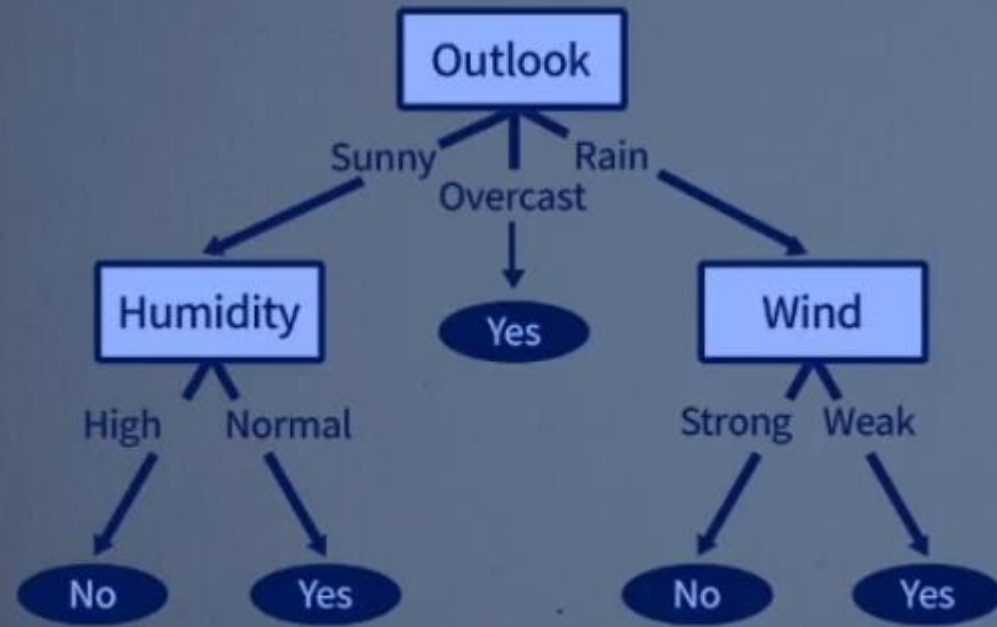 Outlook
Sunny
Rain
Overcast
Humidity
Yes
Wind
High
Normal
Strong
Weak
No
Yes
No
Yes